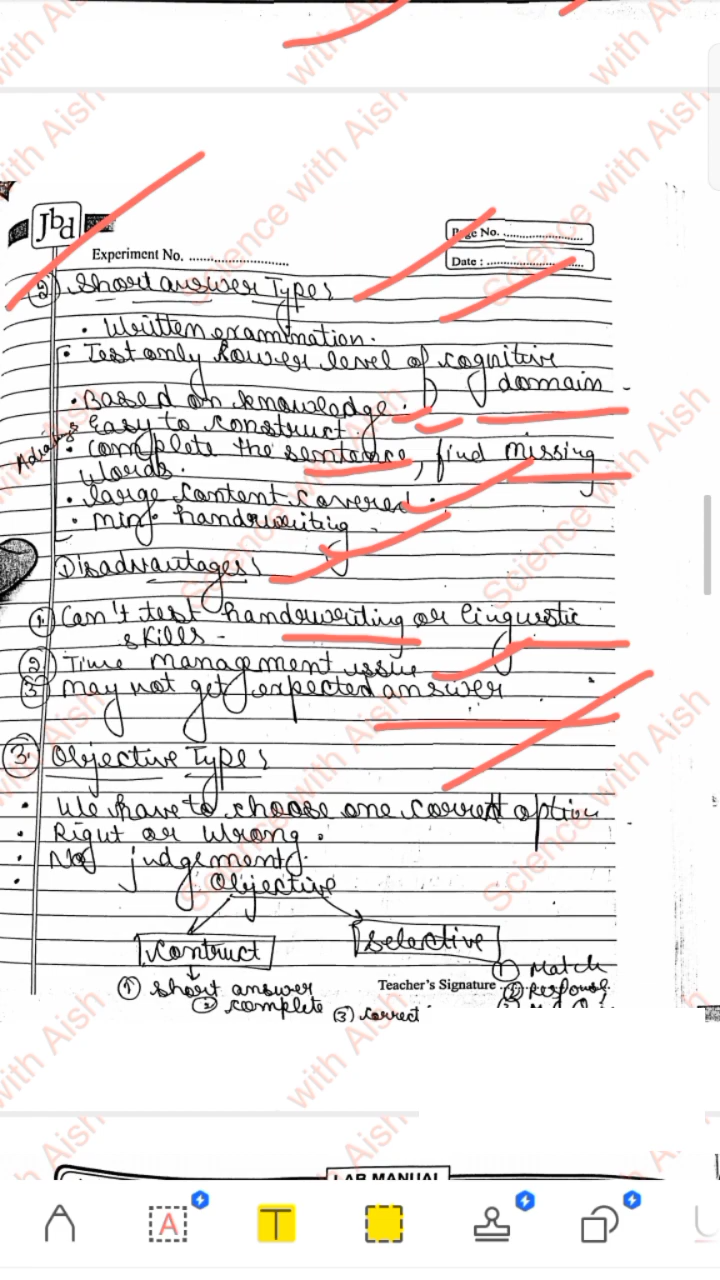 Jbd
Page No. ..............................
Experiment No. ..............................
Date : ..............................
② Short answer Types
• Written examination.
• Test only lower level of cognitive
domain -
• Based on knowledge.
• Easy to construct
• complete the sentence, find missing
words.
• large content covered.
• min. handwriting.
Disadvantages:
① Can't test handwriting or linguistic
skills -
② Time management issue
③ may not get expected answer
③ Objective Types
• We have to choose one correct option
• Right or wrong.
• No judgement
Objective
Contruct
selective
① short answer
② complete
③ correct
Teacher's Signature
① Match
LAB MANUAL
Science with Aish